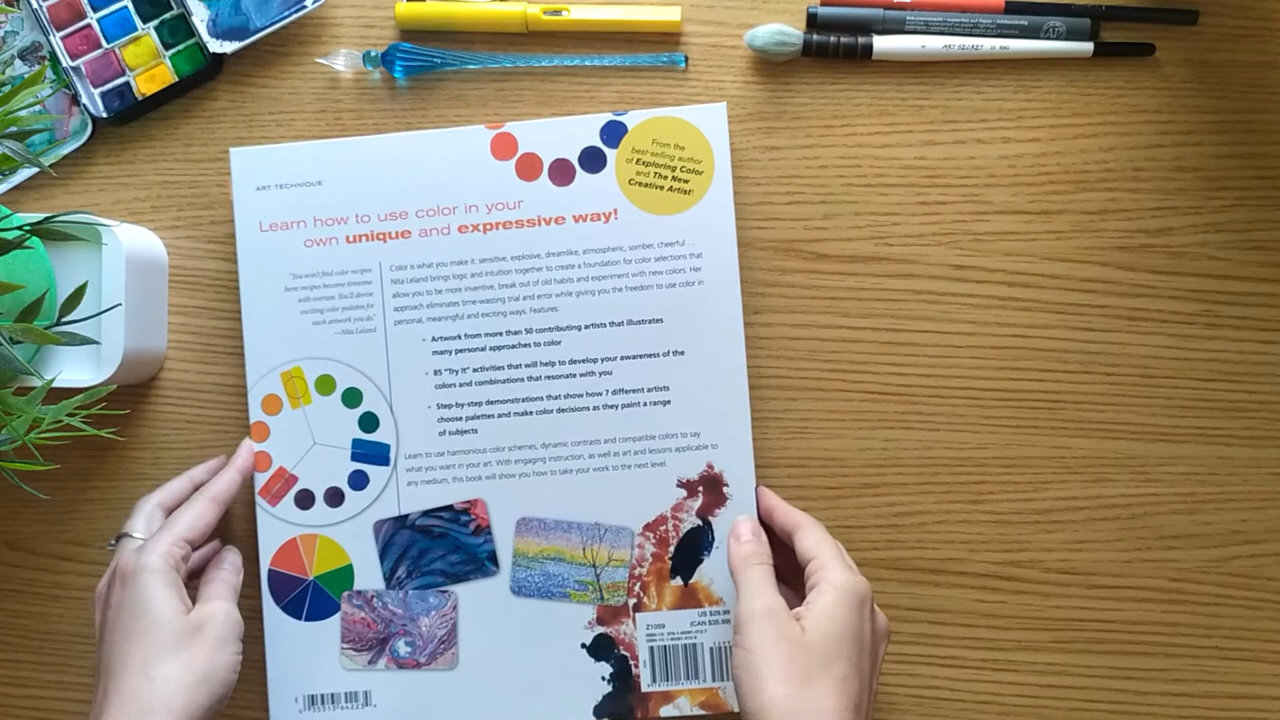 ART SECRET
AP
From the
best-selling author
of Exploring Color
and The New
Creative Artist!
ART TECHNIQUE
Learn how to use color in your
own unique and expressive way!
"You won't find color recipes
here; recipes become tiresome
with overuse. You'll devise
exciting color palettes for
each artwork you do."
—Nita Leland
Color is what you make it: sensitive, explosive, dreamlike, atmospheric, somber, cheerful ...
Nita Leland brings logic and intuition together to create a foundation for color selections that
allow you to be more inventive, break out of old habits and experiment with new colors. Her
approach eliminates time-wasting trial and error while giving you the freedom to use color in
personal, meaningful and exciting ways. Features:
• Artwork from more than 50 contributing artists that illustrates
many personal approaches to color
• 85 "Try It" activities that will help to develop your awareness of the
colors and combinations that resonate with you
• Step-by-step demonstrations that show how 7 different artists
choose palettes and make color decisions as they paint a range
of subjects
Learn to use harmonious color schemes, dynamic contrasts and compatible colors to say
what you want in your art. With engaging instruction, as well as art and lessons applicable to
any medium, this book will show you how to take your work to the next level.
US $29.99
Z1059 (CAN $35.99)